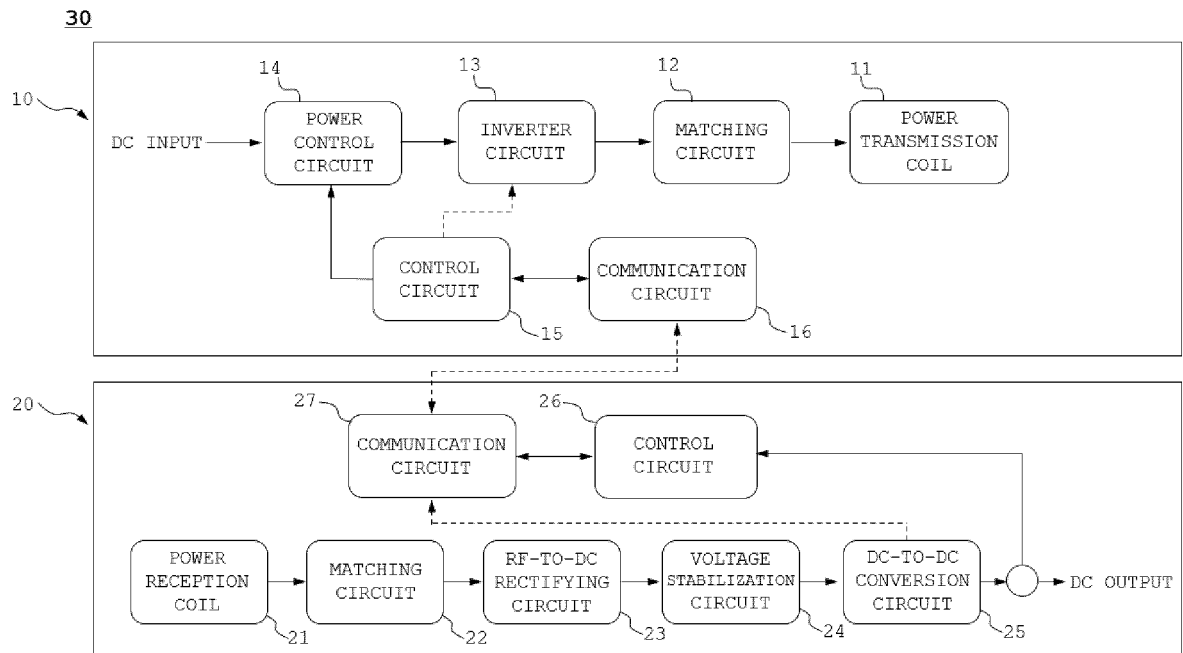 30
10
14
13
12
11
DC INPUT
POWER
CONTROL
CIRCUIT
INVERTER
CIRCUIT
MATCHING
CIRCUIT
POWER
TRANSMISSION
COIL
CONTROL
CIRCUIT
COMMUNICATION
CIRCUIT
15
16
20
27
26
COMMUNICATION
CIRCUIT
CONTROL
CIRCUIT
POWER
RECEPTION
COIL
MATCHING
CIRCUIT
RF-TO-DC
RECTIFYING
CIRCUIT
VOLTAGE
STABILIZATION
CIRCUIT
DC-TO-DC
CONVERSION
CIRCUIT
DC OUTPUT
21
22
23
24
25